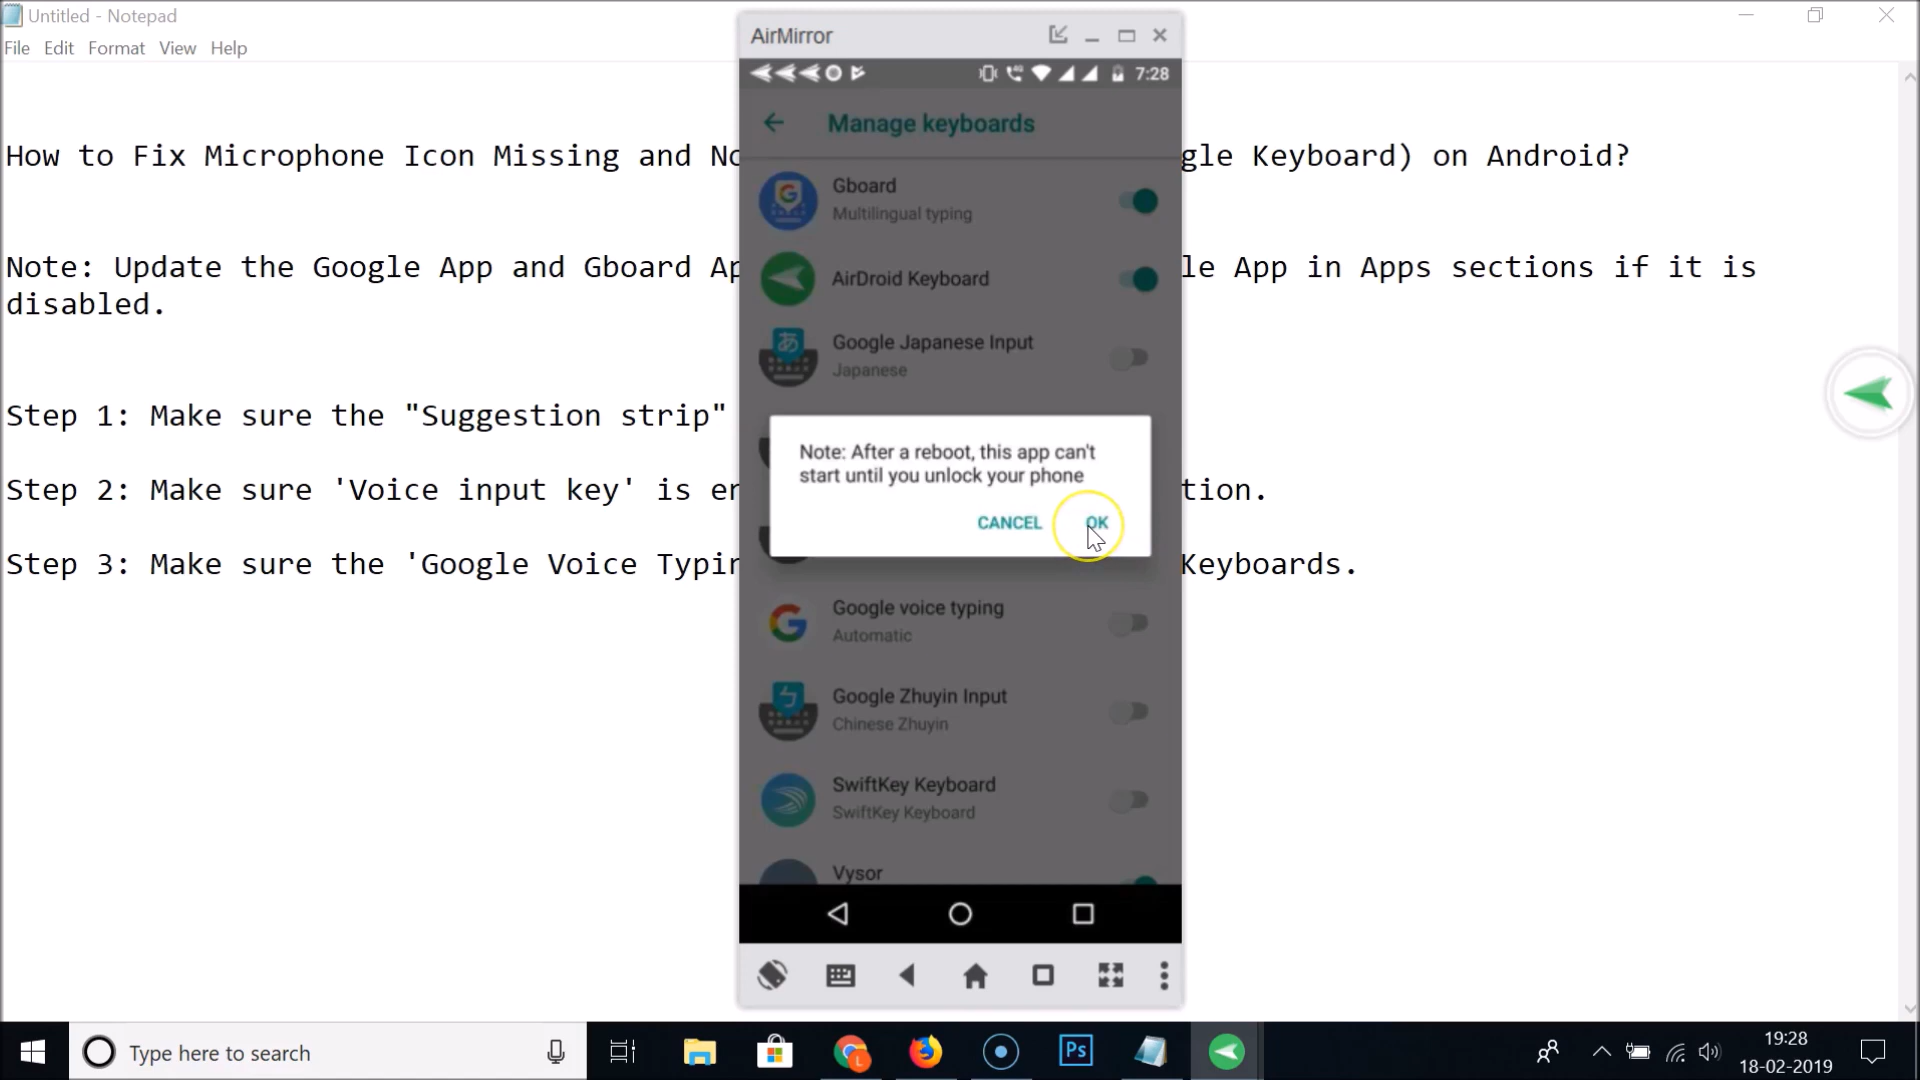 Untitled - Notepad
File Edit Format View Help
How to Fix Microphone Icon Missing and
gle Keyboard) on Android?
Note: Update the Google App and Gboard
le App in Apps sections if it is
disabled.
Step 1: Make sure the "Suggestion strip"
Step 2: Make sure 'Voice input key' is
tion.
Step 3: Make sure the 'Google Voice
Keyboards.
AirMirror
7:28
Manage keyboards
Gboard
Multilingual typing
AirDroid Keyboard
Google Japanese Input
Japanese
Note: After a reboot, this app can't
start until you unlock your phone
CANCEL OK
Google voice typing
Automatic
Google Zhuyin Input
Chinese Zhuyin
SwiftKey Keyboard
SwiftKey Keyboard
Vysor
Type here to search
Ps
19:28
18-02-2019